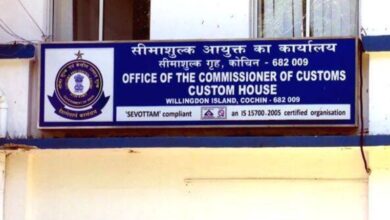 सीमाशुल्क आयुक्त का कार्यालय
सीमाशुल्क गृह, कोचिन - 682 009
OFFICE OF THE COMMISSIONER OF CUSTOMS
CUSTOM HOUSE
WILLINGDON ISLAND, COCHIN - 682 009
'SEVOTTAM' compliant an IS 15700-2005 certified organisation